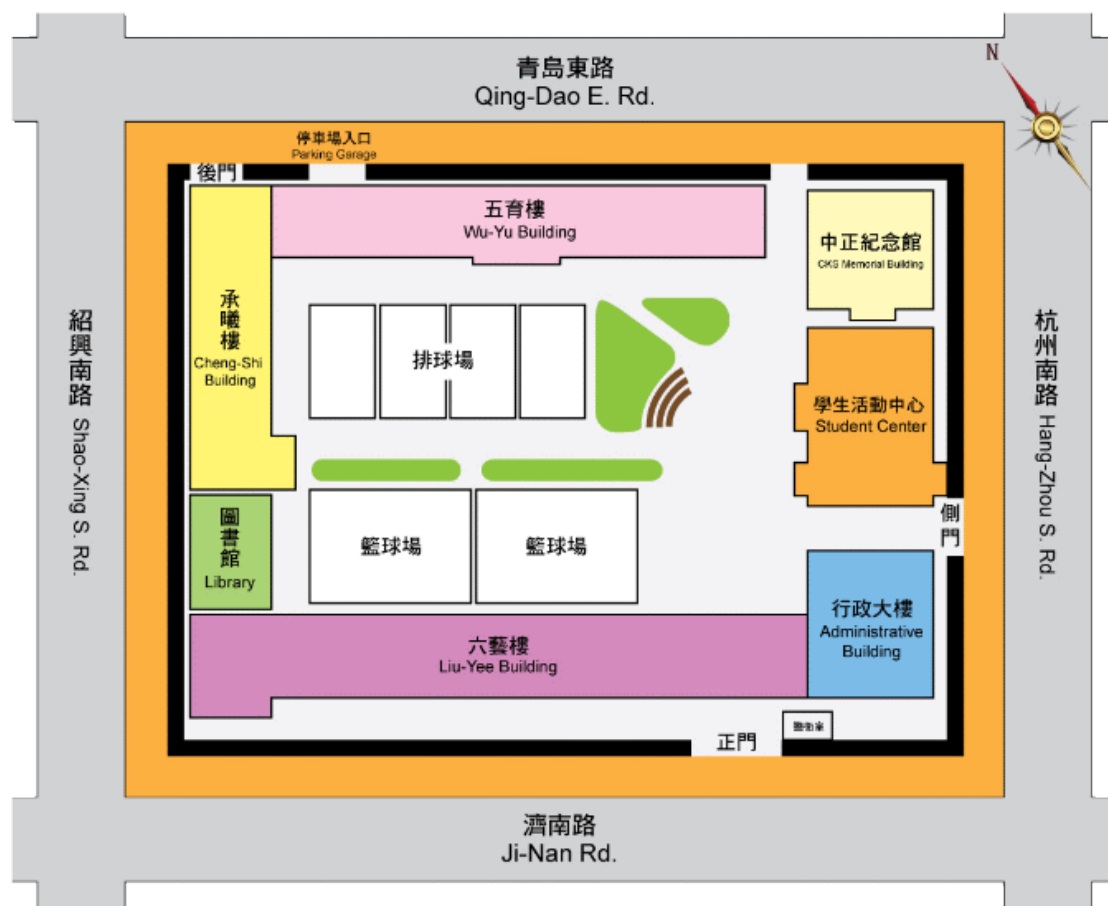 青島東路
Qing-Dao E. Rd.
N
停車場入口
Parking Garage
後門
五育樓
Wu-Yu Building
中正紀念館
CKS Memorial Building
承曦樓
Cheng-Shi
Building
排球場
紹興南路 Shao-Xing S. Rd.
杭州南路 Hang-Zhou S. Rd.
學生活動中心
Student Center
圖書館
Library
籃球場
籃球場
側門
行政大樓
Administrative
Building
六藝樓
Liu-Yee Building
警衛室
正門
濟南路
Ji-Nan Rd.